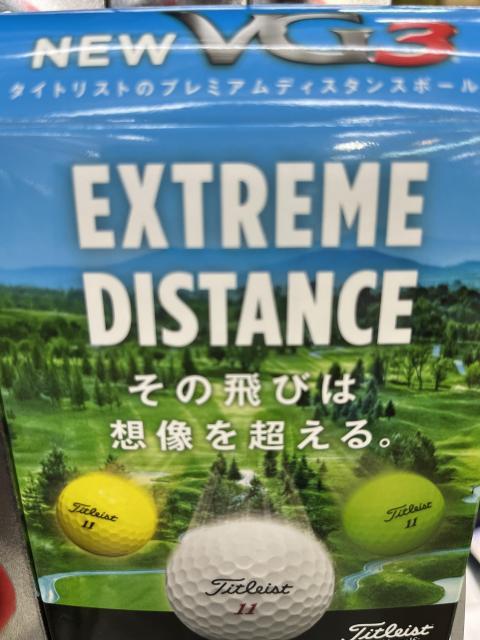 NEW VG3
タイトリストのプレミアムディスタンスボール
EXTREME
DISTANCE
その飛びは
想像を超える。
Titleist
11
Titleist
11
Titleist
11
Titleist